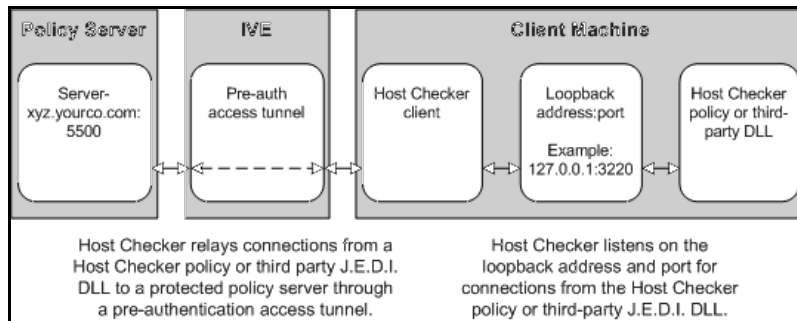 Policy Server
IVE
Client Machine
Server-
xyz.yourco.com:
5500
Pre-auth
access tunnel
Host Checker
client
Loopback
address:port
Example:
127.0.0.1:3220
Host Checker
policy or third-
party DLL
Host Checker relays connections from a
Host Checker policy or third party J.E.D.I.
DLL to a protected policy server through
a pre-authentication access tunnel.
Host Checker listens on the
loopback address and port for
connections from the Host Checker
policy or third-party J.E.D.I. DLL.